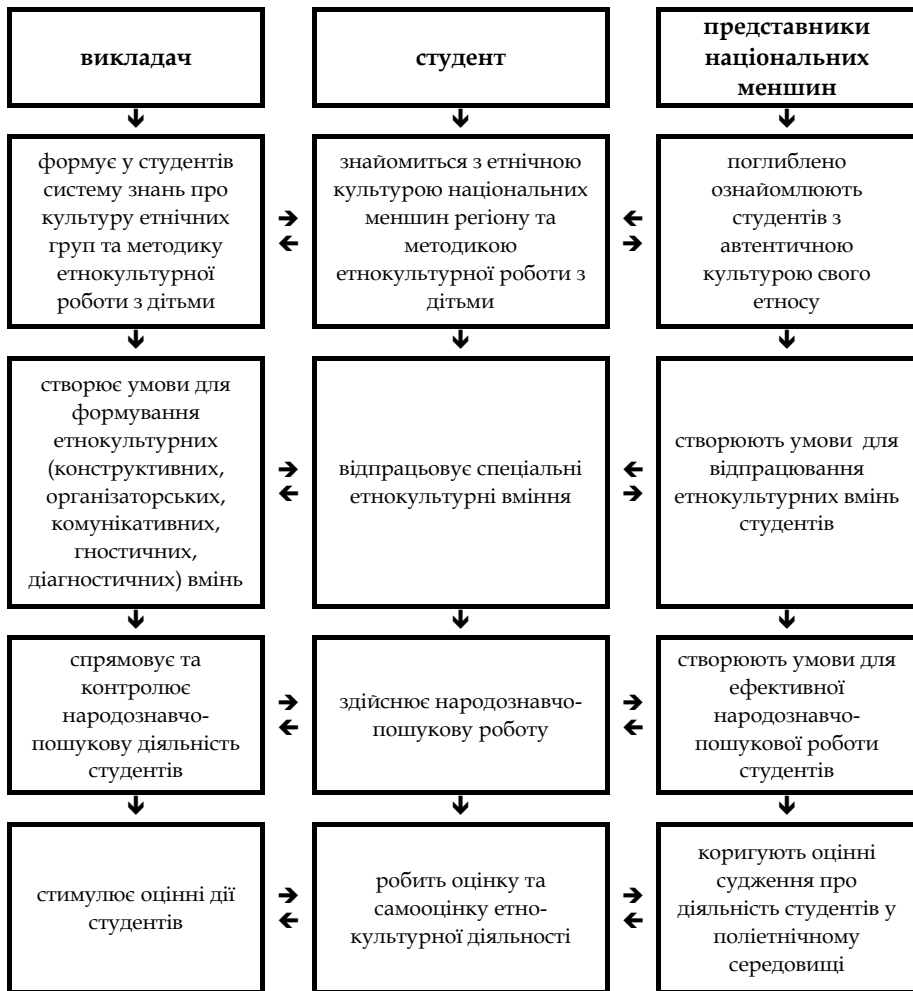 викладач
студент
представники
національних
меншин
формує у студентів
систему знань про
культуру етнічних
груп та методику
етнокультурної
роботи з дітьми
знайомиться з етнічною
культурою національних
меншин регіону та
методикою
етнокультурної роботи з
дітьми
поглиблено
ознайомлюють
студентів з
автентичною
культурою свого
етносу
створює умови для
формування
етнокультурних
(конструктивних,
організаторських,
комунікативних,
гностичних,
діагностичних) вмінь
відпрацьовує спеціальні
етнокультурні вміння
створюють умови для
відпрацювання
етнокультурних вмінь
студентів
спрямовує та
контролює
народознавчо-
пошукову діяльність
студентів
здійснює народознавчо-
пошукову роботу
створюють умови для
ефективної
народознавчо-
пошукової роботи
студентів
стимулює оцінні дії
студентів
робить оцінку та
самооцінку етно-
культурної діяльності
коригують оцінні
судження про
діяльність студентів у
поліетнічному
середовищі